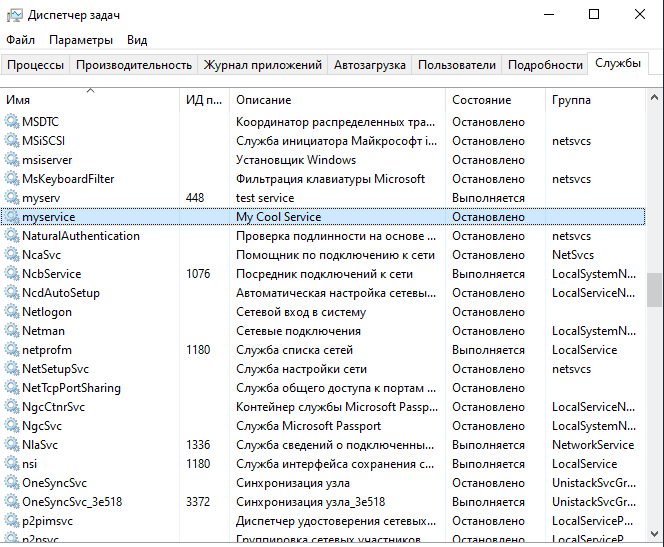 Диспетчер задач
Файл Параметры Вид
Процессы Производительность Журнал приложений Автозагрузка Пользователи Подробности Службы
Имя ИД п... Описание Состояние Группа
MSDTC Координатор распределенных тра... Остановлено
MSiSCSI Служба инициатора Майкрософт i... Остановлено netsvcs
msiserver Установщик Windows Остановлено
MsKeyboardFilter Фильтрация клавиатуры Microsoft Остановлено netsvcs
myserv 448 test service Выполняется
myservice My Cool Service Остановлено
NaturalAuthentication Проверка подлинности на основе ... Остановлено netsvcs
NcaSvc Помощник по подключению к сети Остановлено NetSvcs
NcbService 1076 Посредник подключений к сети Выполняется LocalSystemN...
NcdAutoSetup Автоматическая настройка сетевы... Остановлено LocalServiceN...
Netlogon Сетевой вход в систему Остановлено
Netman Сетевые подключения Остановлено LocalSystemN...
netprofm 1180 Служба списка сетей Выполняется LocalService
NetSetupSvc Служба настройки сети Остановлено netsvcs
NetTcpPortSharing Служба общего доступа к портам ... Остановлено
NgcCtnrSvc Контейнер службы Microsoft Passp... Остановлено LocalServiceN...
NgcSvc Служба Microsoft Passport Остановлено LocalSystemN...
NlaSvc 1336 Служба сведений о подключенны... Выполняется NetworkService
nsi 1180 Служба интерфейса сохранения с... Выполняется LocalService
OneSyncSvc Синхронизация узла Остановлено UnistackSvcGr...
OneSyncSvc_3e518 3372 Синхронизация узла_3e518 Выполняется UnistackSvcGr...
p2pimsvc Диспетчер удостоверения сетевых... Остановлено LocalServiceP...
p2psvc Группировка сетевых участников Остановлено LocalServiceP...